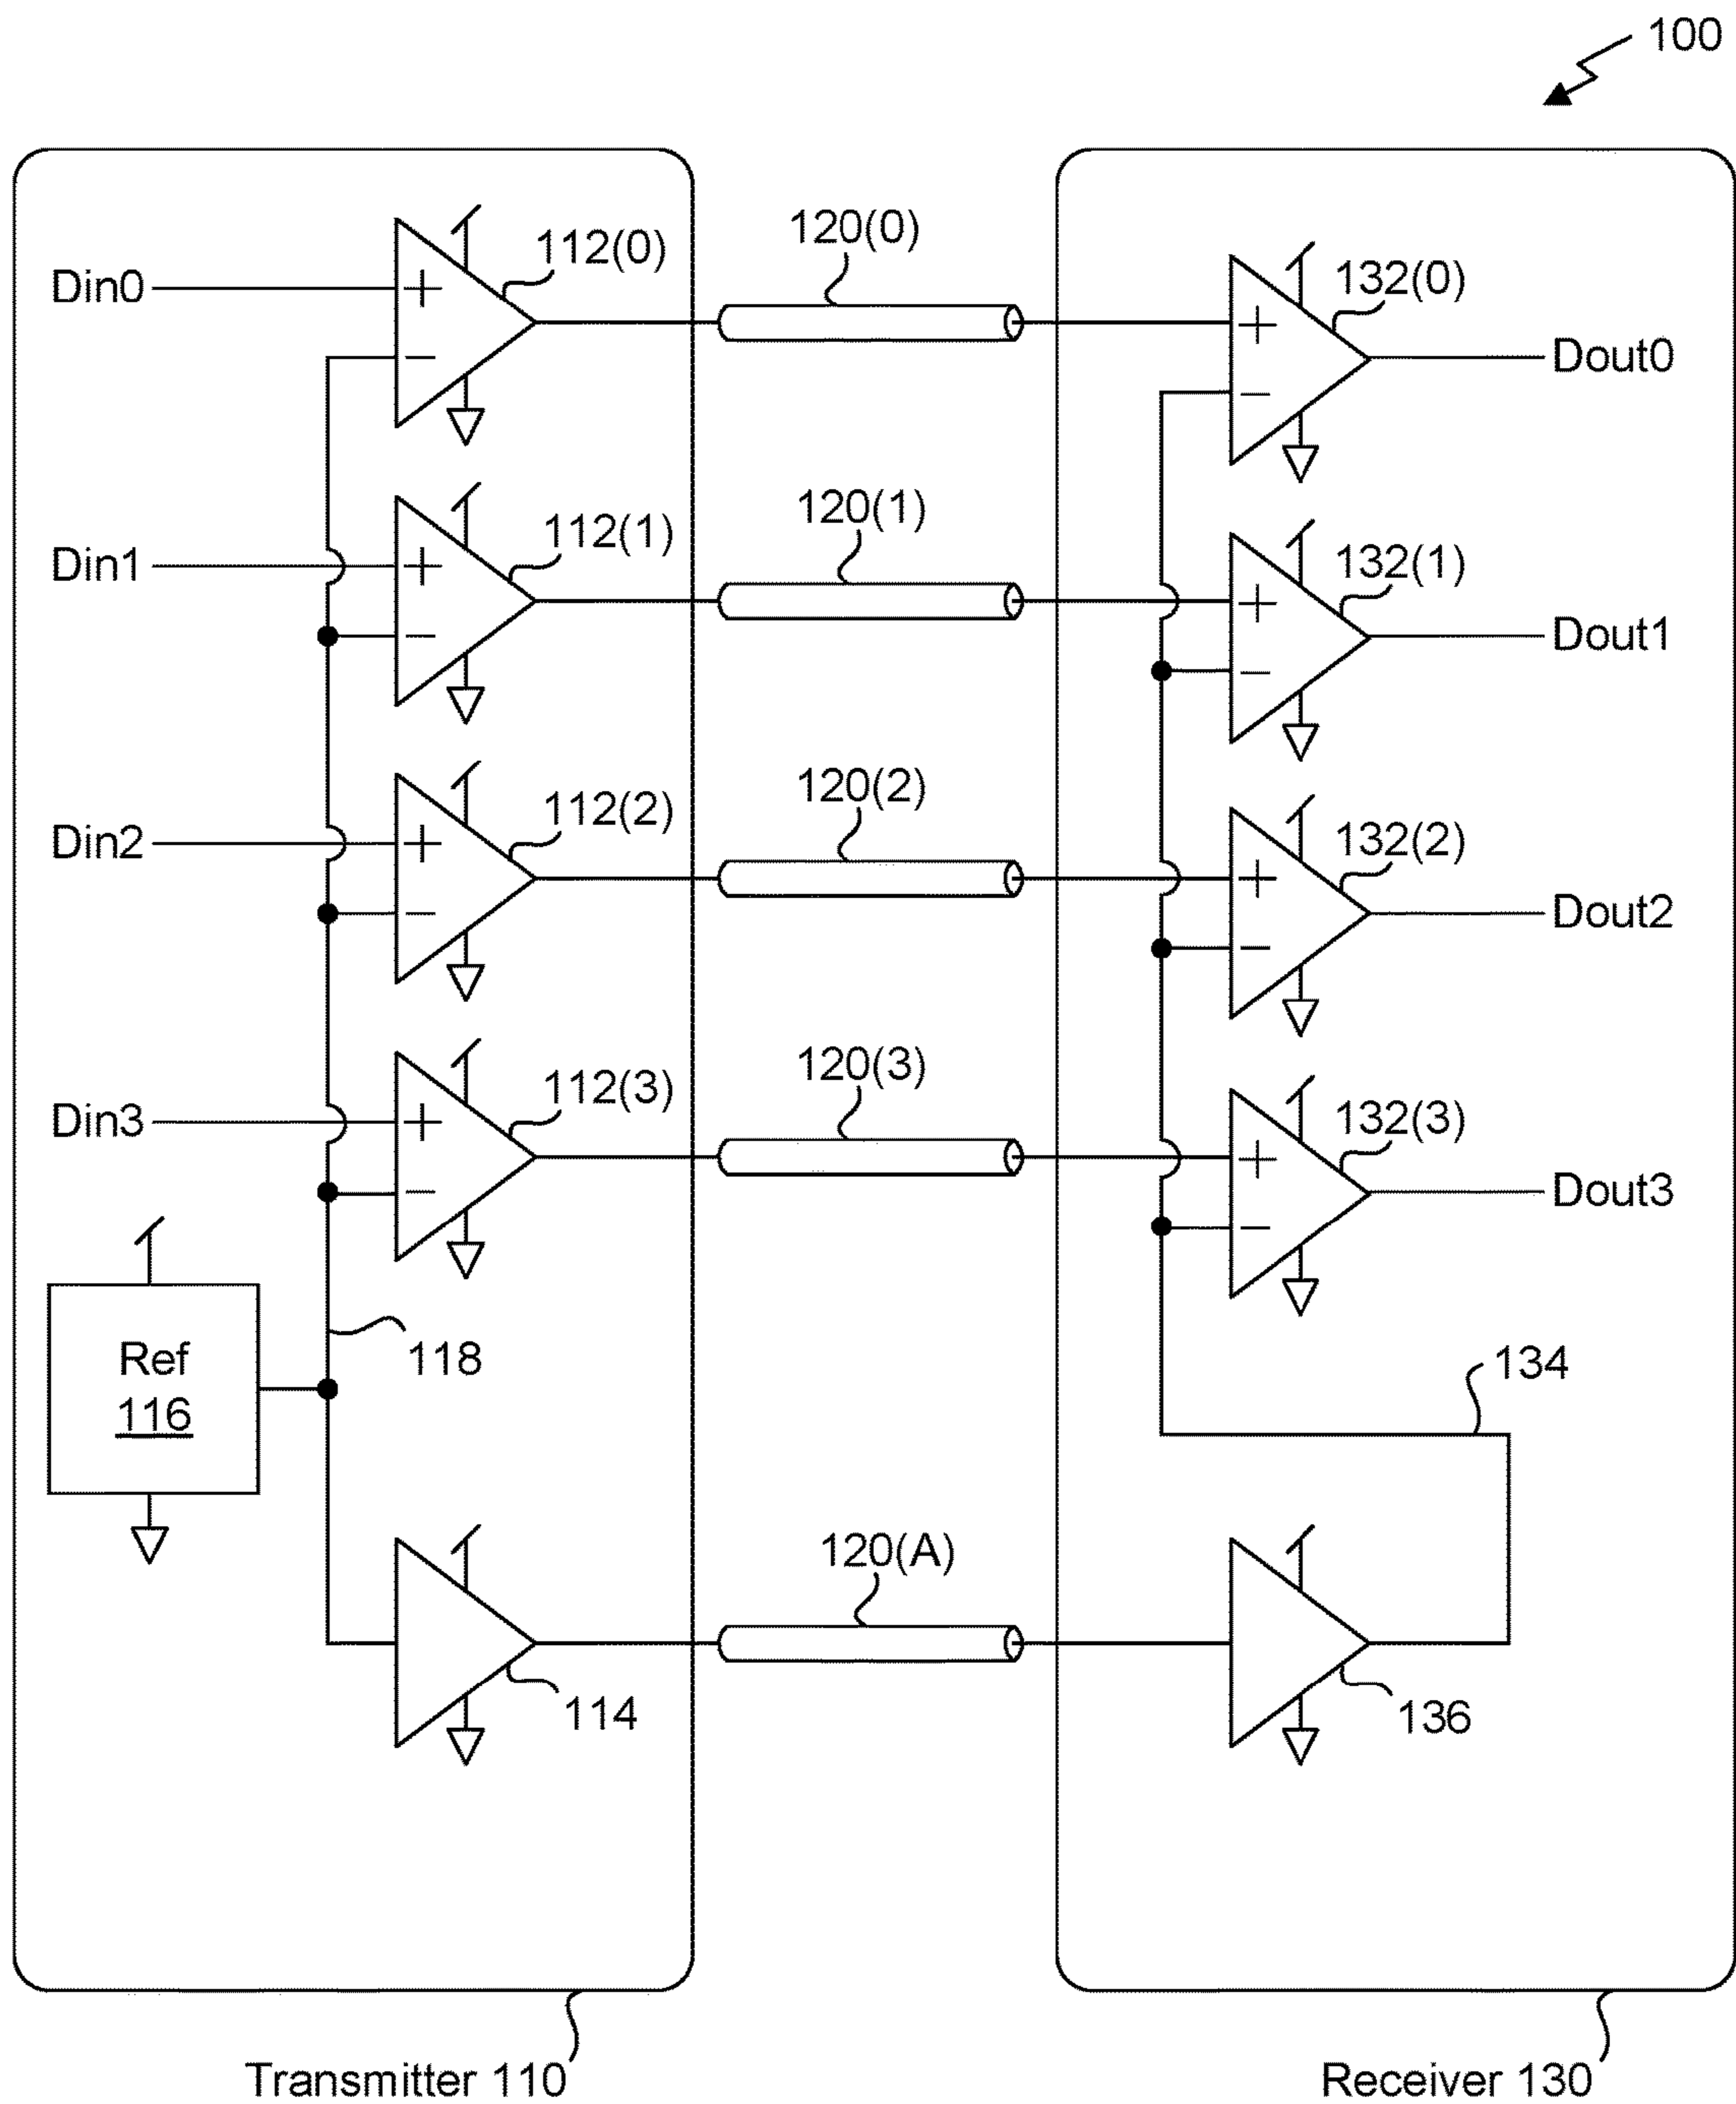 100
120(0)
112(0)
132(0)
Din0
+
+
−
Dout0
−
120(1)
112(1)
132(1)
Din1
+
+
−
Dout1
−
120(2)
112(2)
132(2)
Din2
+
+
−
Dout2
−
120(3)
112(3)
132(3)
Din3
+
+
−
Dout3
−
Ref
116
118
134
120(A)
114
136
Transmitter 110
Receiver 130